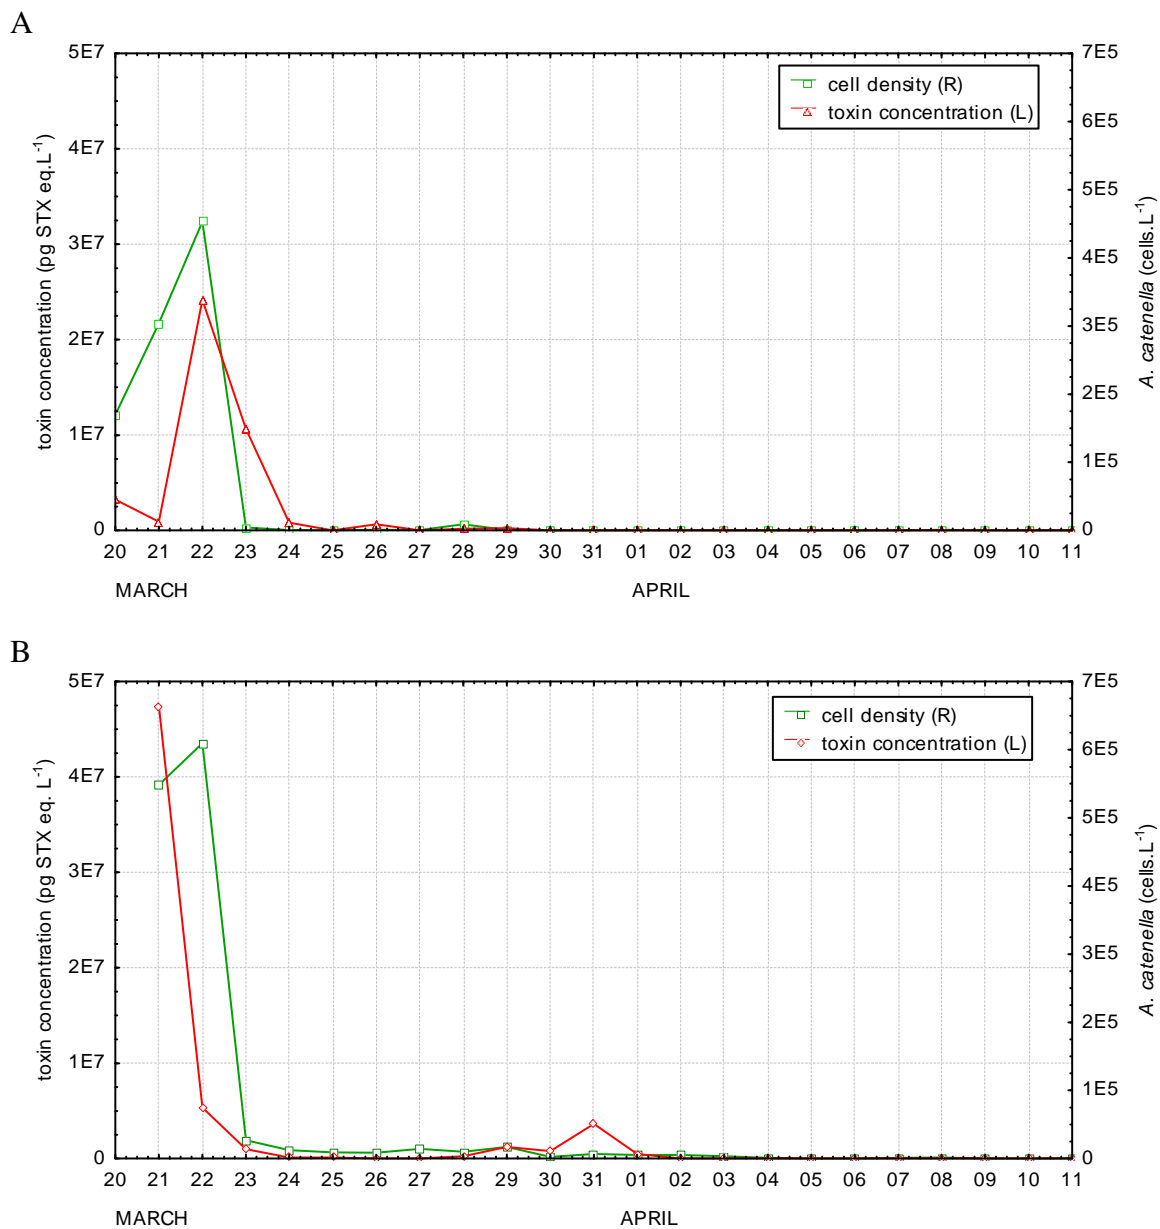 A
5E7
4E7
3E7
2E7
1E7
0
toxin concentration (pg STX eq.L-1)
cell density (R)
toxin concentration (L)
7E5
6E5
5E5
4E5
3E5
2E5
1E5
0
A. catenella (cells.L-1)
20 21 22 23 24 25 26 27 28 29 30 31 01 02 03 04 05 06 07 08 09 10 11
MARCH APRIL
B
5E7
4E7
3E7
2E7
1E7
0
toxin concentration (pg STX eq. L-1)
cell density (R)
toxin concentration (L)
7E5
6E5
5E5
4E5
3E5
2E5
1E5
0
A. catenella (cells.L-1)
20 21 22 23 24 25 26 27 28 29 30 31 01 02 03 04 05 06 07 08 09 10 11
MARCH APRIL